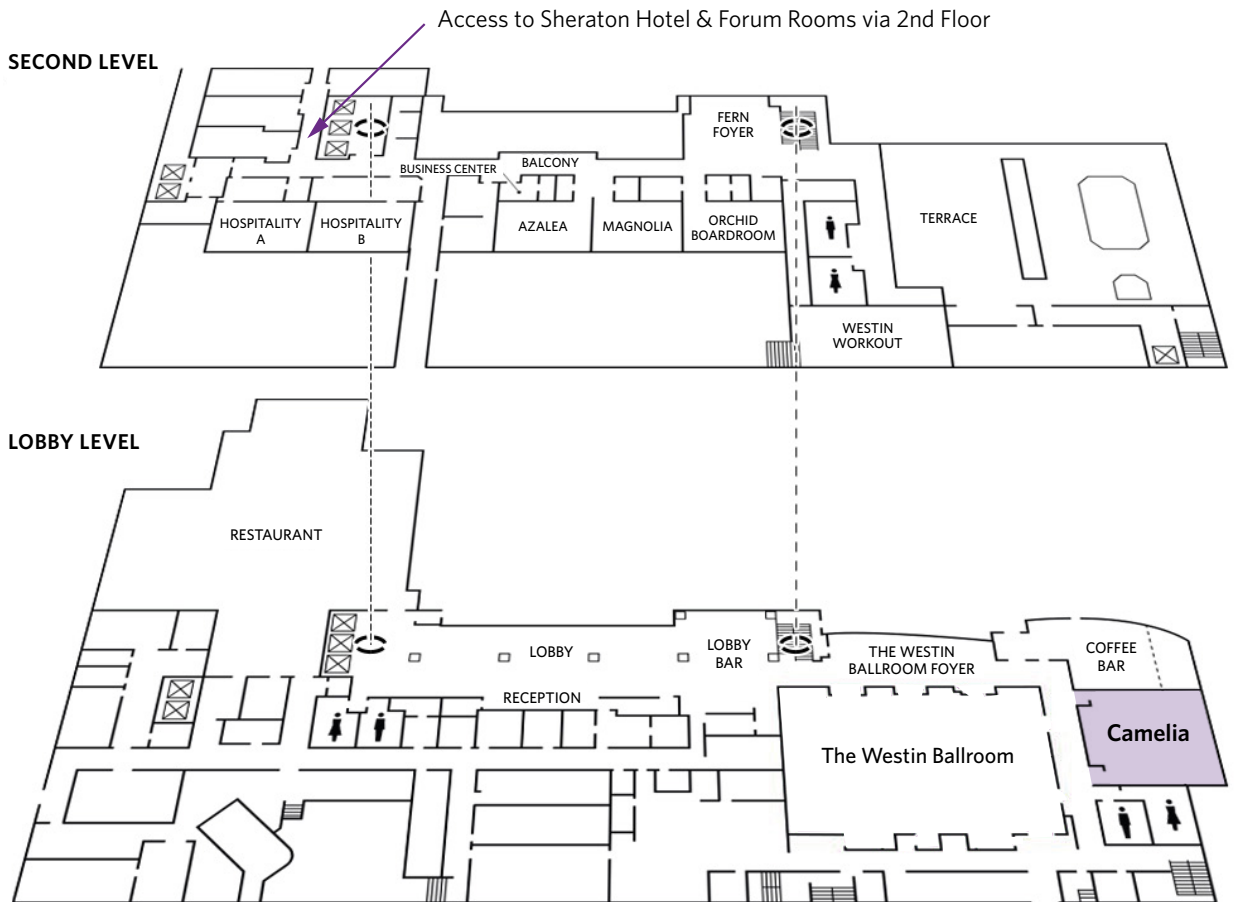 Access to Sheraton Hotel & Forum Rooms via 2nd Floor
SECOND LEVEL
FERN
FOYER
BALCONY
BUSINESS CENTER
HOSPITALITY
A
HOSPITALITY
B
AZALEA
MAGNOLIA
ORCHID
BOARDROOM
TERRACE
WESTIN
WORKOUT
LOBBY LEVEL
RESTAURANT
LOBBY
LOBBY
BAR
THE WESTIN
BALLROOM FOYER
COFFEE
BAR
RECEPTION
Camelia
The Westin Ballroom